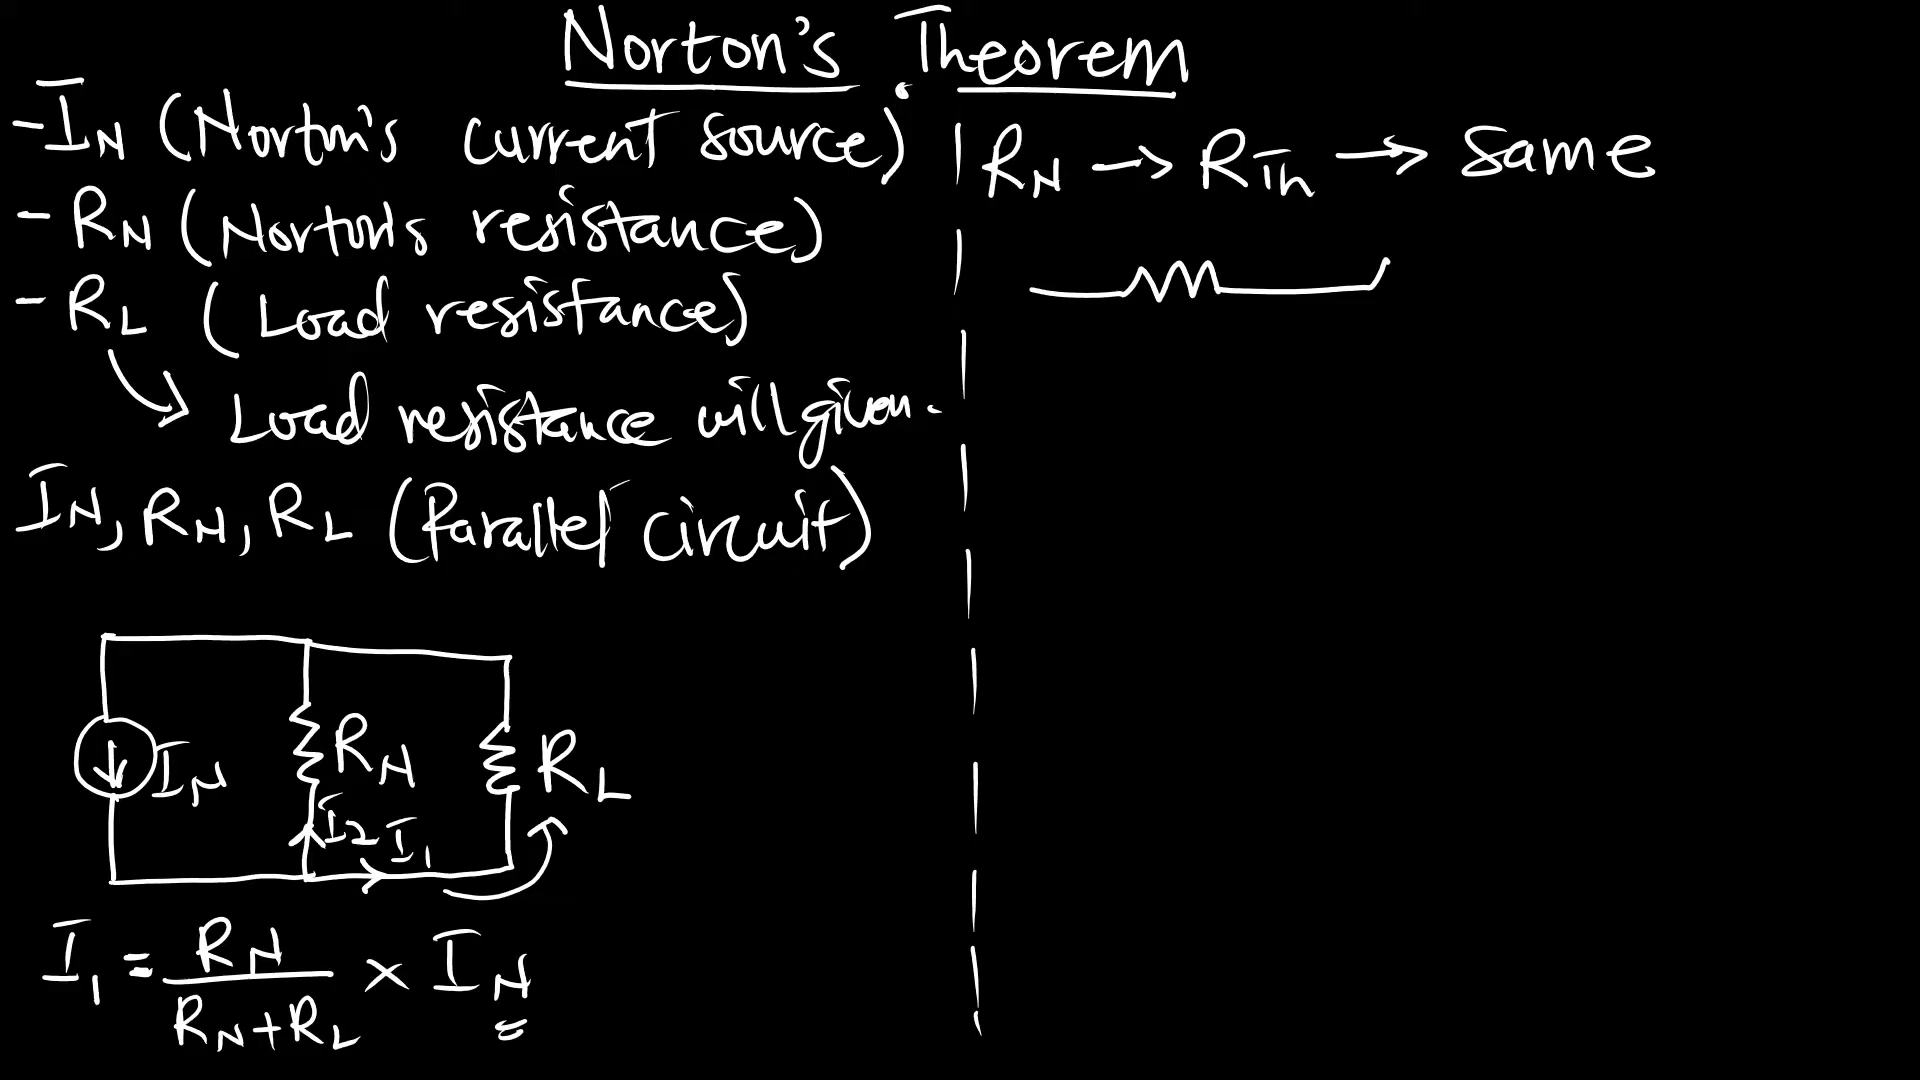 Norton's Theorem
- IN (Norton's current source).
- RN (Norton's resistance)
- RL (Load resistance)
Load resistance will given.
IN, RN, RL (Parallel circuit)
IN
RN
RL
I2
I1
I1 = RN / RN+RL × IN
RN → RTh → same